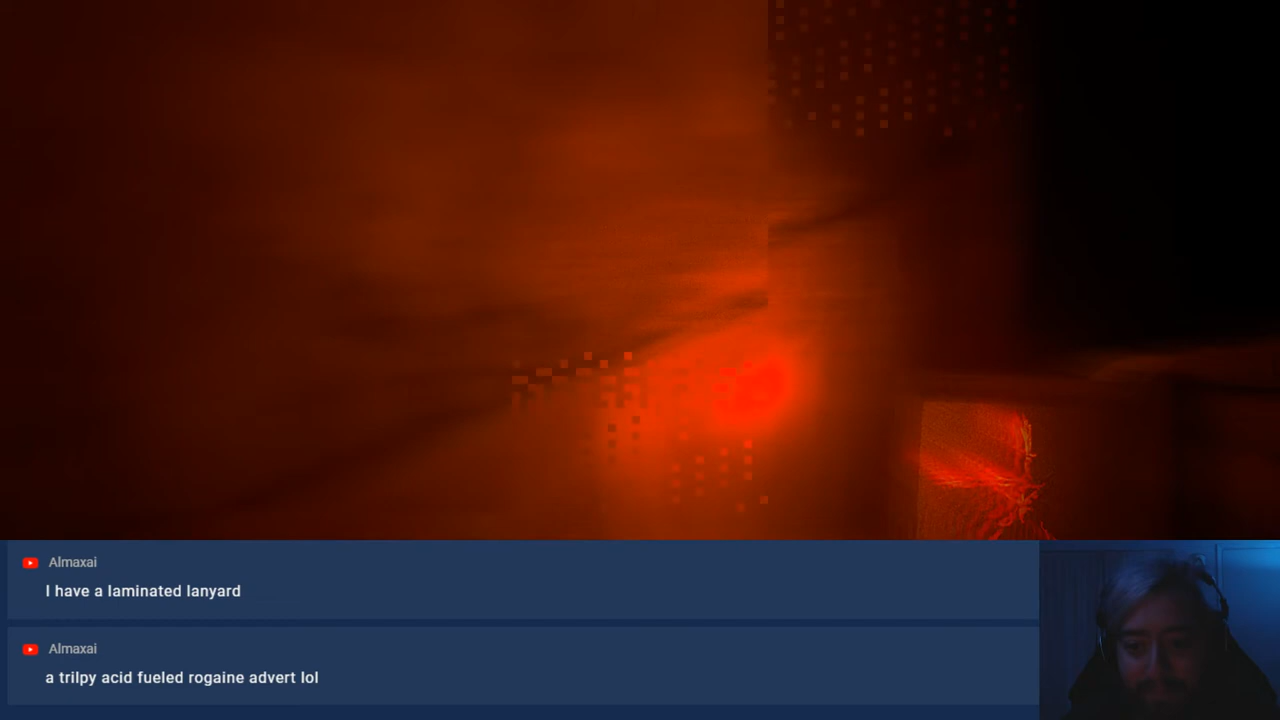 Almaxai
I have a laminated lanyard
Almaxai
a trilpy acid fueled rogaine advert lol